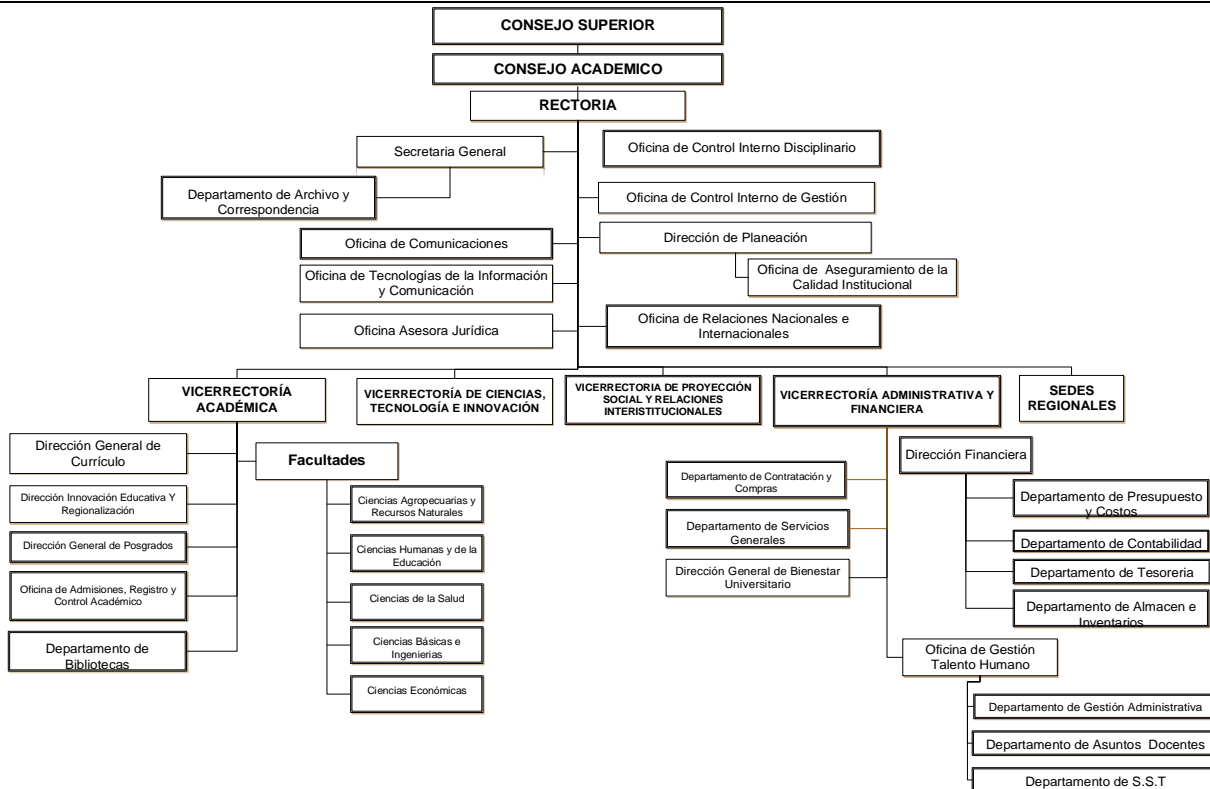 CONSEJO SUPERIOR
CONSEJO ACADEMICO
RECTORIA
Secretaria General
Oficina de Control Interno Disciplinario
Departamento de Archivo y
Correspondencia
Oficina de Control Interno de Gestión
Oficina de Comunicaciones
Dirección de Planeación
Oficina de Tecnologías de la Información
y Comunicación
Oficina de Aseguramiento de la
Calidad Institucional
Oficina Asesora Jurídica
Oficina de Relaciones Nacionales e
Internacionales
VICERRECTORÍA
ACADÉMICA
VICERRECTORÍA DE CIENCIAS,
TECNOLOGÍA E INNOVACIÓN
VICERRECTORIA DE PROYECCIÓN
SOCIAL Y RELACIONES
INTERISTITUCIONALES
VICERRECTORÍA ADMINISTRATIVA Y
FINANCIERA
SEDES
REGIONALES
Dirección General de
Currículo
Dirección Innovación Educativa Y
Regionalización
Dirección General de Posgrados
Oficina de Admisiones, Registro y
Control Académico
Departamento de
Bibliotecas
Facultades
Ciencias Agropecuarias y
Recursos Naturales
Ciencias Humanas y de la
Educación
Ciencias de la Salud
Ciencias Básicas e
Ingenierias
Ciencias Económicas
Departamento de Contratación y
Compras
Departamento de Servicios
Generales
Dirección General de Bienestar
Universitario
Dirección Financiera
Departamento de Presupuesto
y Costos
Departamento de Contabilidad
Departamento de Tesoreria
Departamento de Almacen e
Inventarios
Oficina de Gestión
Talento Humano
Departamento de Gestión Administrativa
Departamento de Asuntos Docentes
Departamento de S.S.T